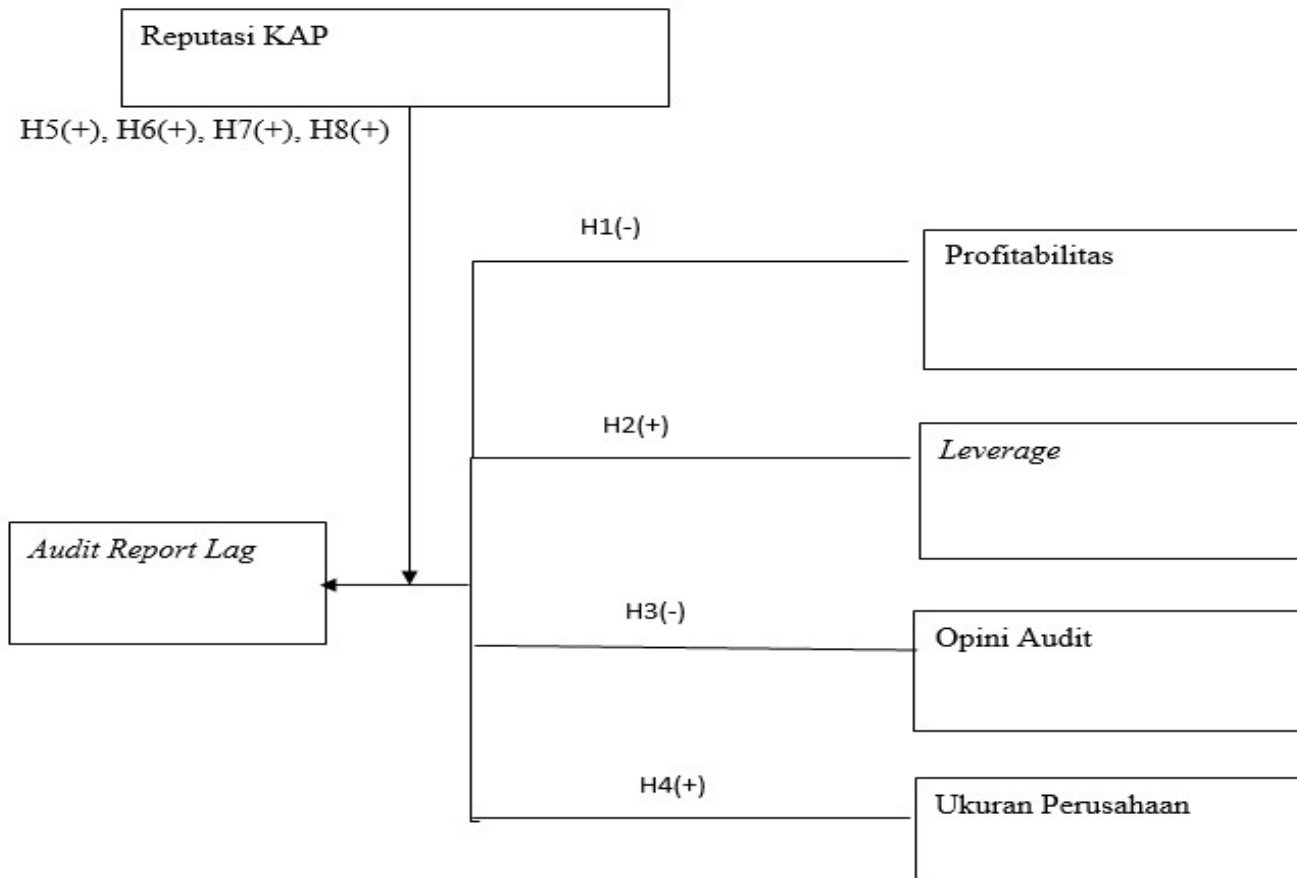 Reputasi KAP
H5(+), H6(+), H7(+), H8(+)
H1(-)
Profitabilitas
H2(+)
Leverage
Audit Report Lag
H3(-)
Opini Audit
H4(+)
Ukuran Perusahaan